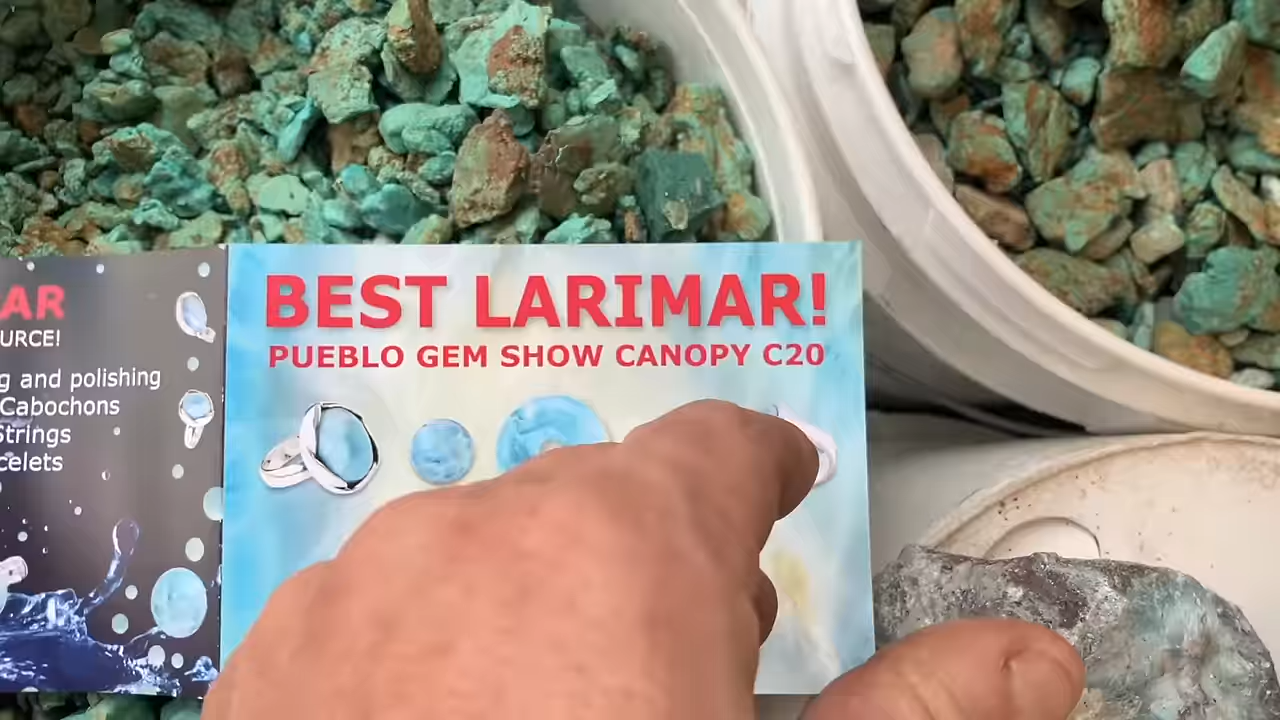 AR
URCE!
g and polishing
Cabochons
Strings
celets
BEST LARIMAR!
PUEBLO GEM SHOW CANOPY C20